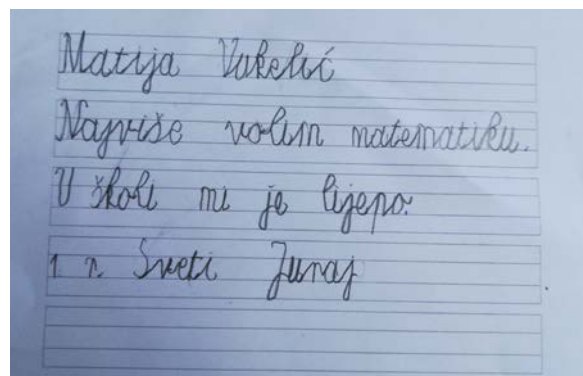 Matija Vukelić
Najviše volim matematiku.
U školi mi je lijepo.
1. r. Sveti Juraj